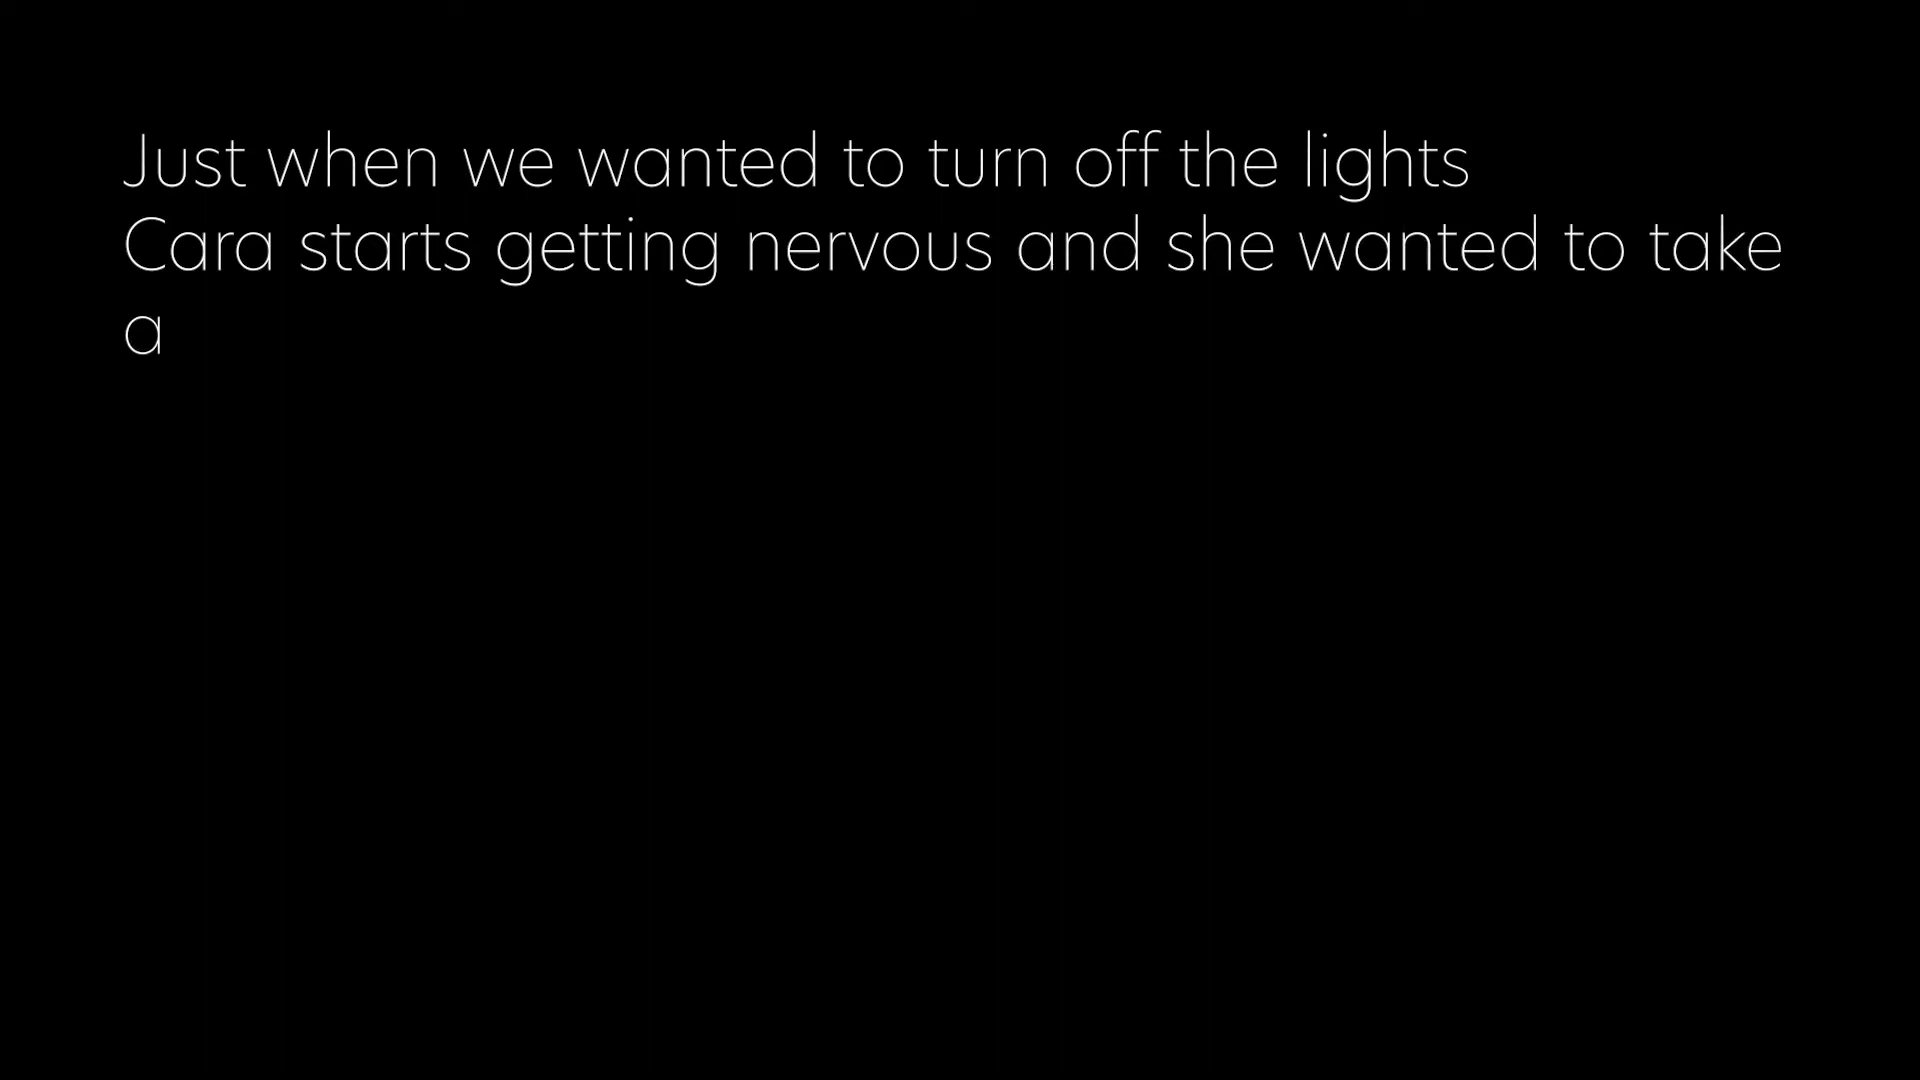 Just when we wanted to turn off the lights
Cara starts getting nervous and she wanted to take
a